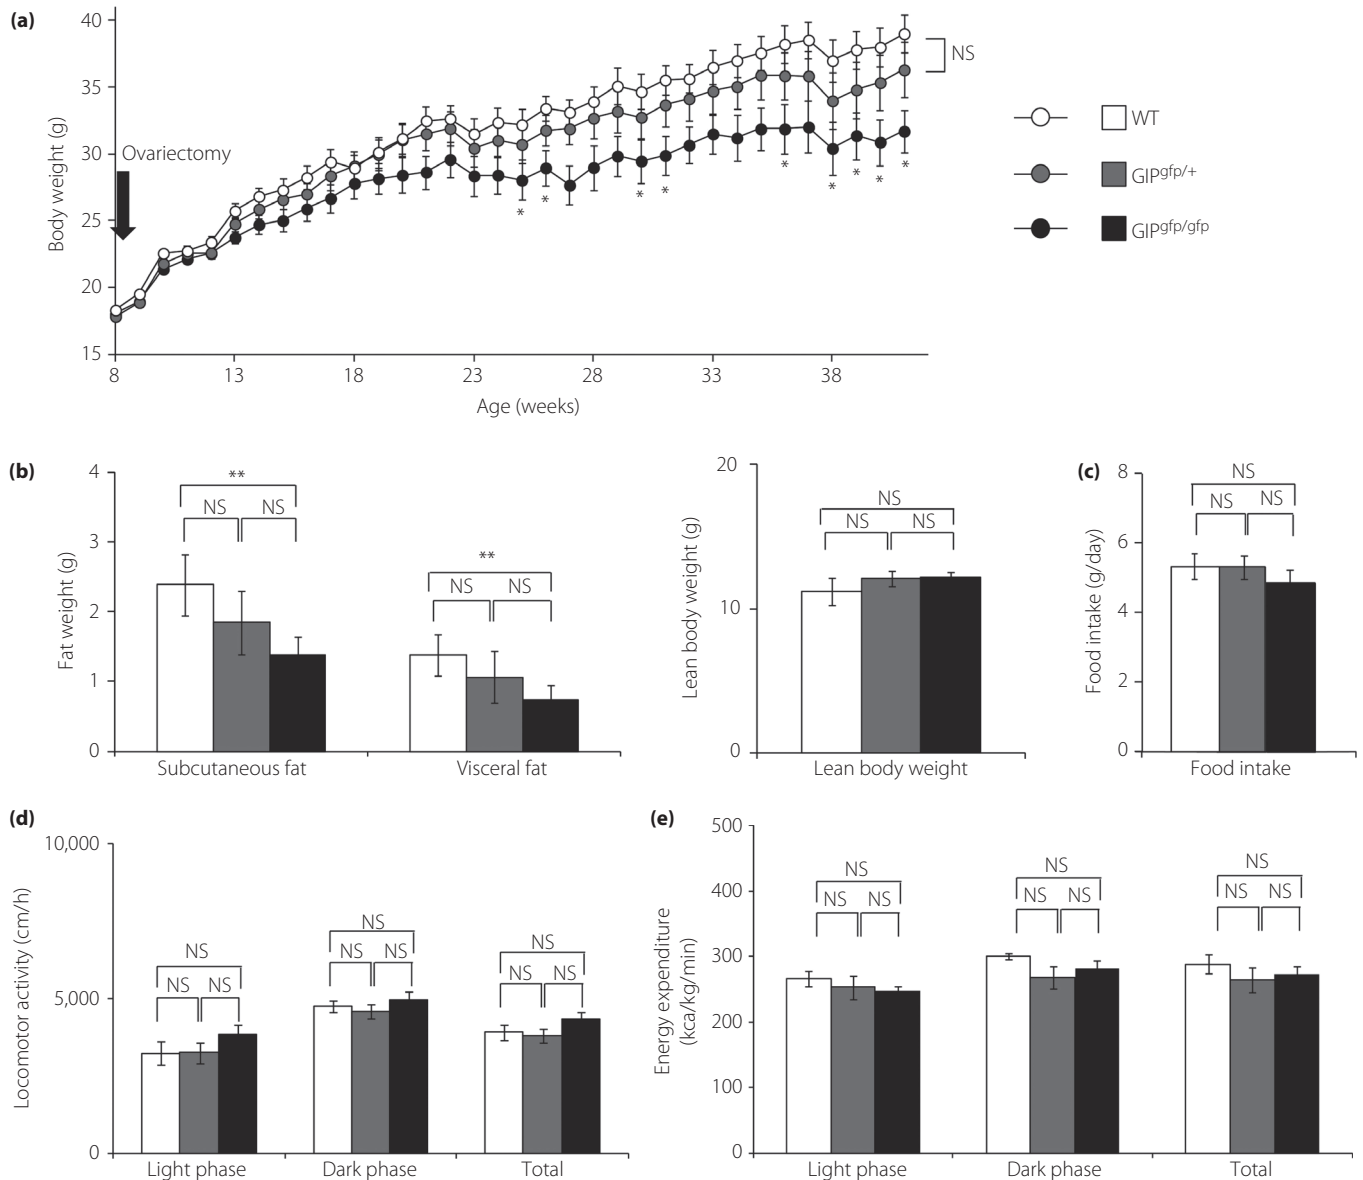 (a)
40
35
30
25
20
15
Body weight (g)
Ovariectomy
* * * * * * * * *
NS
8 13 18 23 28 33 38
Age (weeks)
WT
GIPgfp/+
GIPgfp/gfp
(b)
4
3
2
1
0
Fat weight (g)
**
NS NS
**
NS NS
Subcutaneous fat Visceral fat
20
10
0
Lean body weight (g)
NS
NS NS
Lean body weight
(c)
8
6
4
2
0
Food intake (g/day)
NS
NS NS
Food intake
(d)
10,000
5,000
0
Locomotor activity (cm/h)
NS
NS NS
NS
NS NS
NS
NS NS
Light phase Dark phase Total
(e)
500
400
300
200
100
0
Energy expenditure
(kca/kg/min)
NS
NS NS
NS
NS NS
NS
NS NS
Light phase Dark phase Total